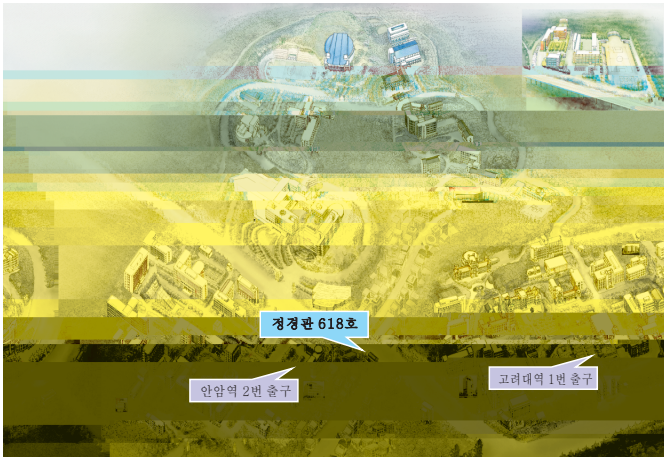 정경관 618호
안암역 2번 출구
고려대역 1번 출구